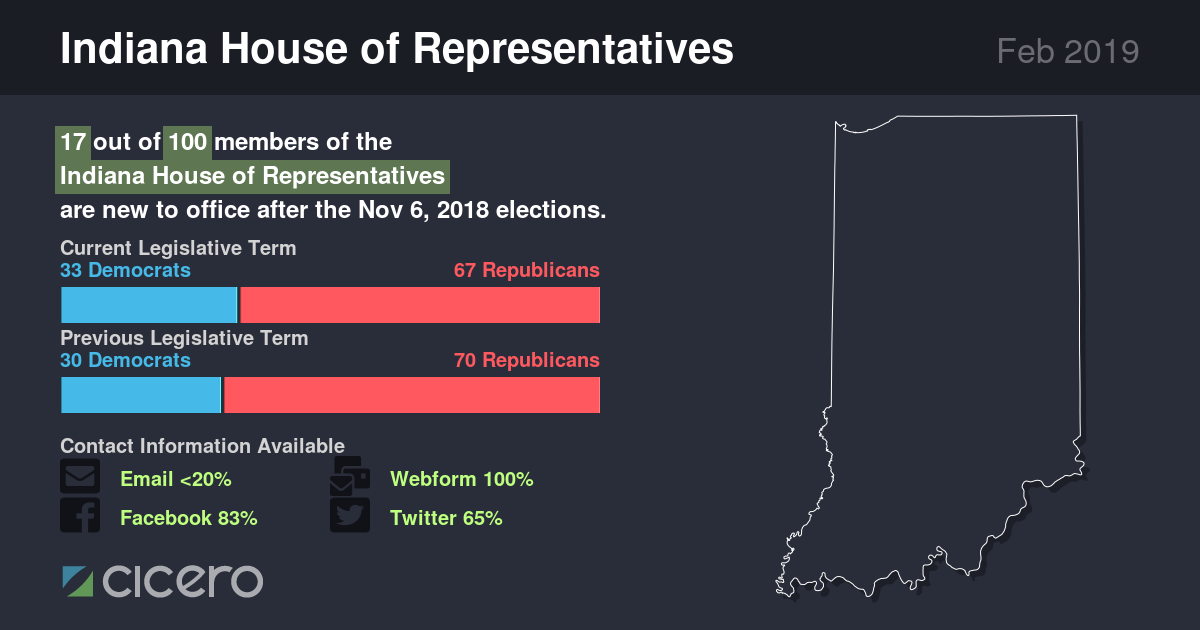 Indiana House of Representatives
Feb 2019
17 out of 100 members of the
Indiana House of Representatives
are new to office after the Nov 6, 2018 elections.
Current Legislative Term
33 Democrats 67 Republicans
Previous Legislative Term
30 Democrats 70 Republicans
Contact Information Available
Email <20% Webform 100%
Facebook 83% Twitter 65%
cicero